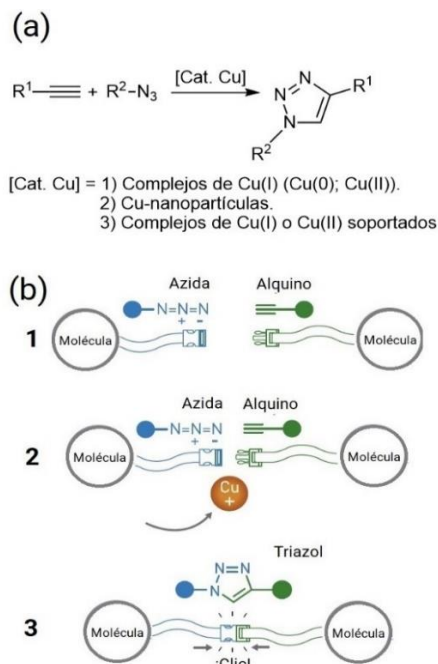 (a)
R¹ + R²-N₃ [Cat. Cu] N=N N R¹ R²
[Cat. Cu] = 1) Complejos de Cu(I) (Cu(0); Cu(II)).
2) Cu-nanopartículas.
3) Complejos de Cu(I) o Cu(II) soportados
(b)
Azida Alquino
N=N=N
+ -
1 Molécula Molécula
Azida Alquino
N=N=N
+ -
2 Molécula Molécula
Cu
+
Triazol
N=N
N
3 Molécula Molécula